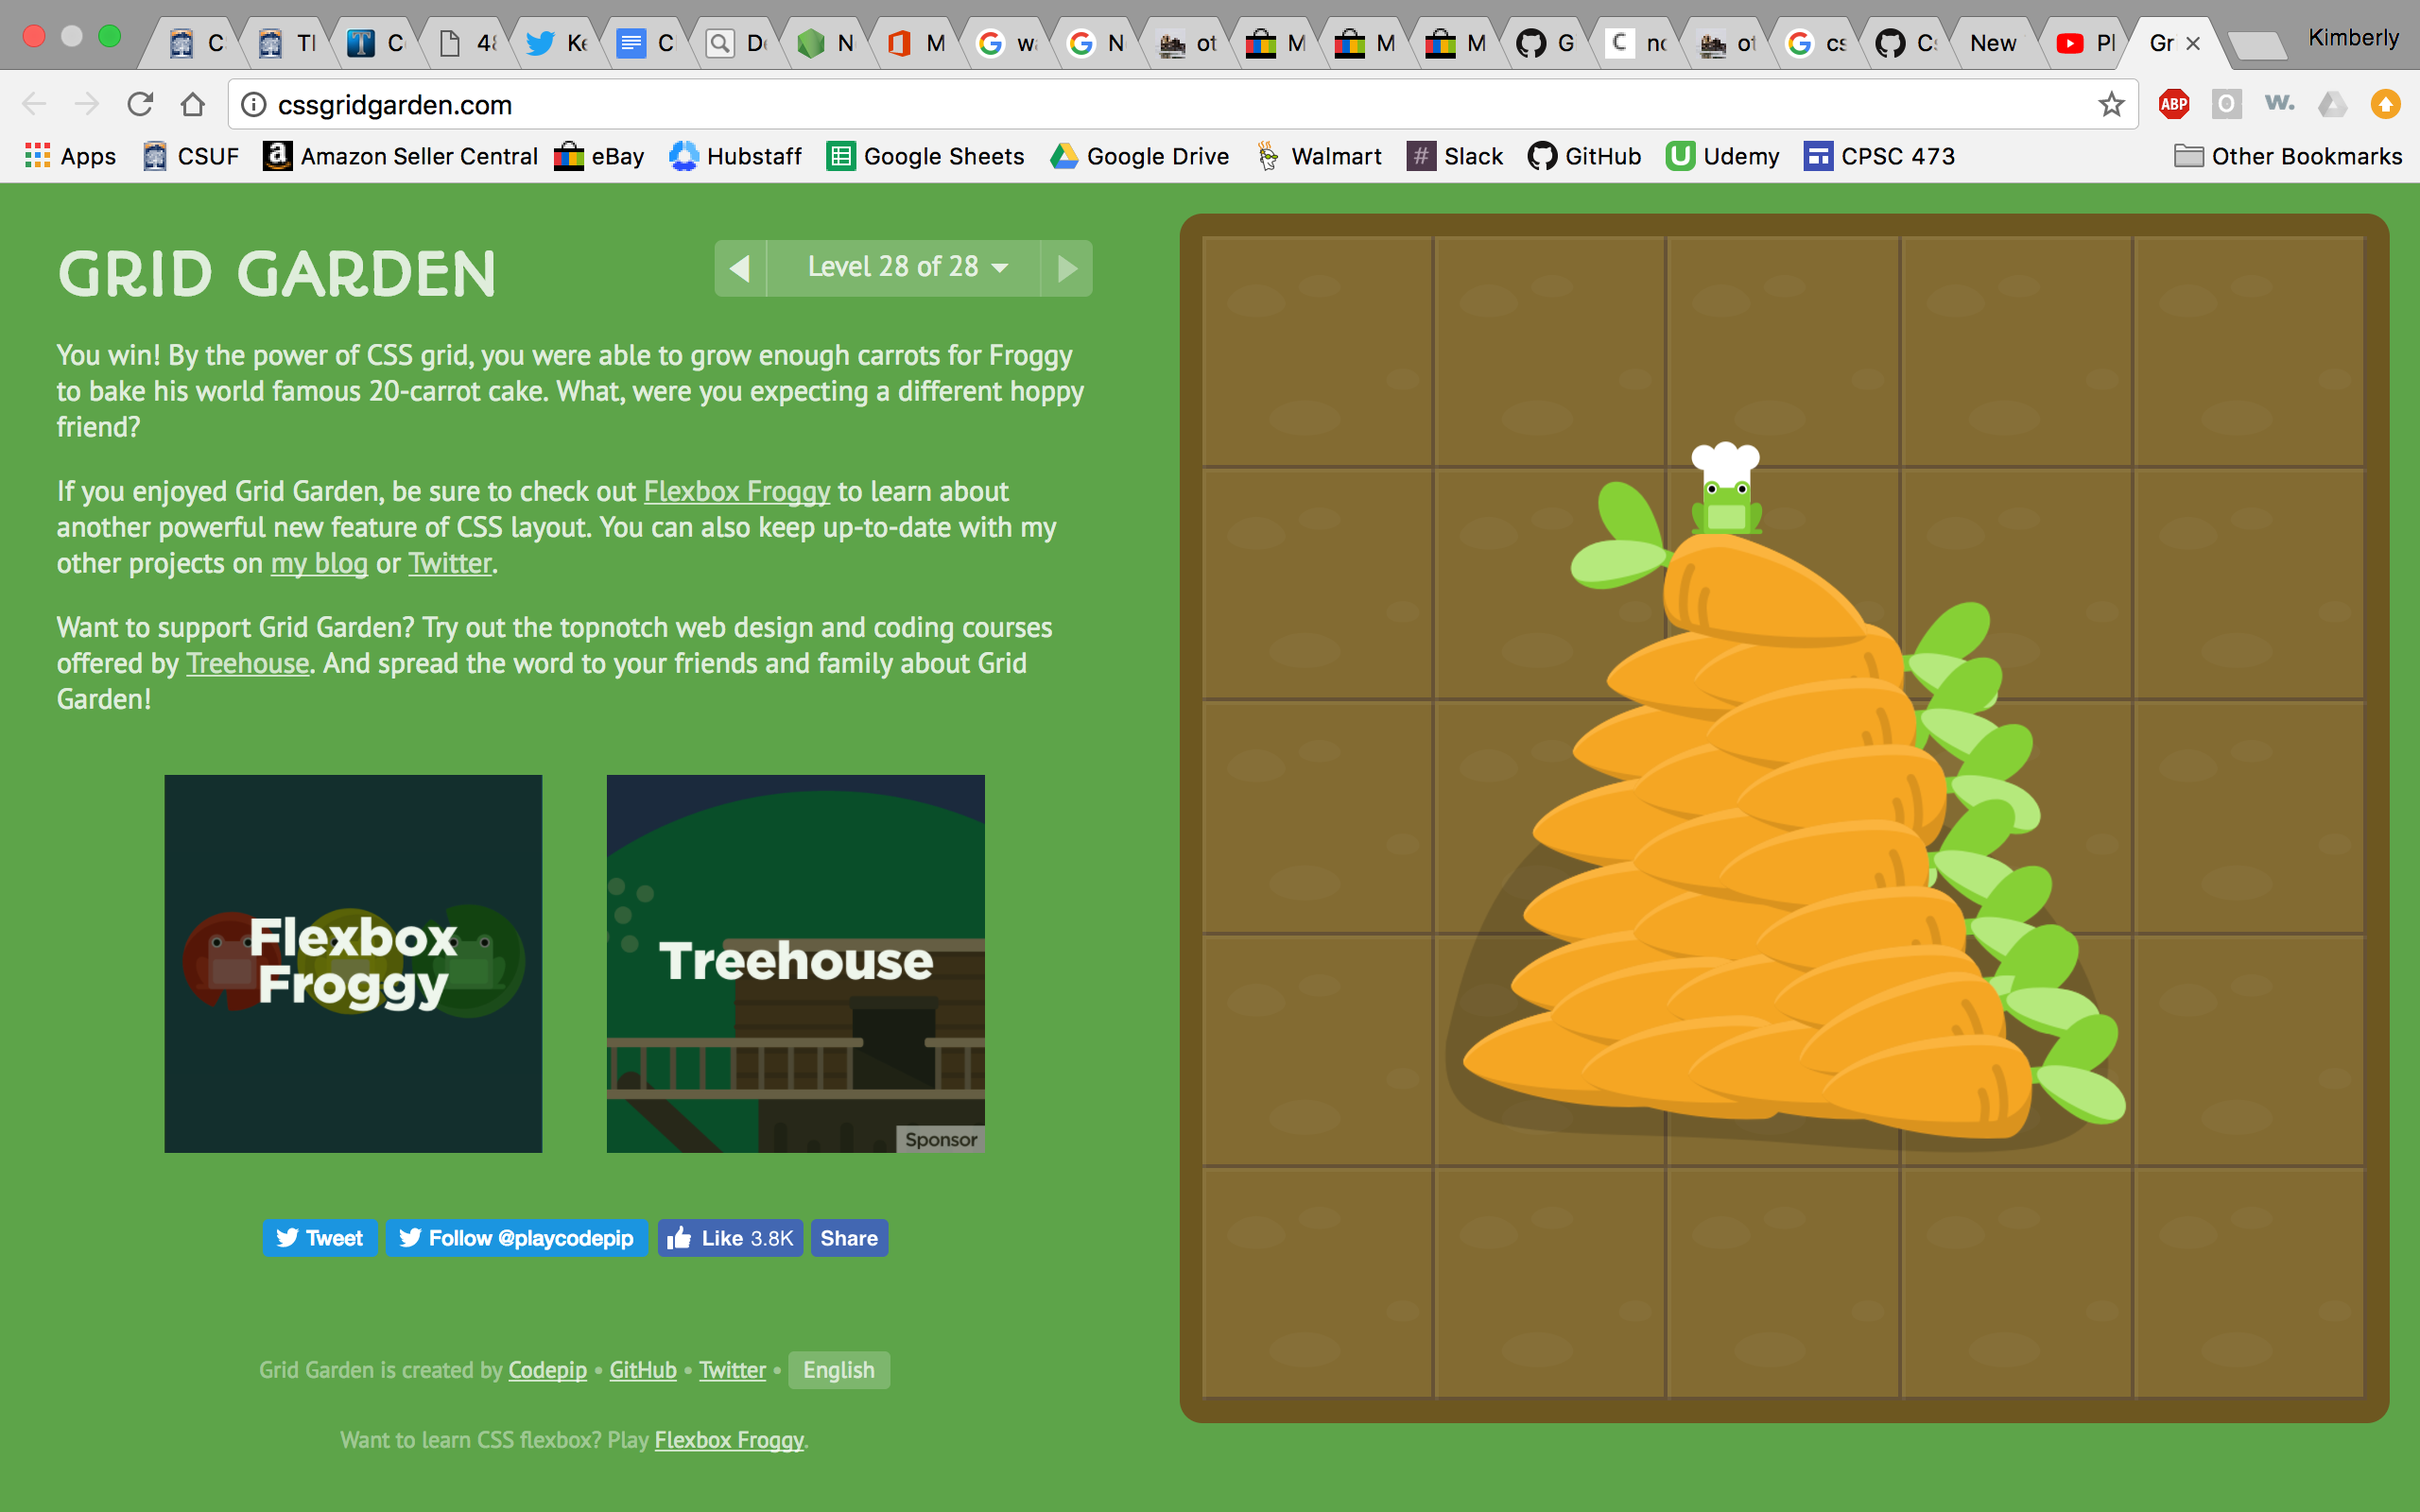 C
Tl
C
48
Ke
C
De
N
M
w
N
ot
M
M
M
G
nc
ot
cs
C
New
Pl
Gr
Kimberly
cssgridgarden.com
ABP
O
w.
Apps
CSUF
Amazon Seller Central
eBay
Hubstaff
Google Sheets
Google Drive
Walmart
Slack
GitHub
Udemy
CPSC 473
Other Bookmarks
GRID GARDEN
Level 28 of 28
You win! By the power of CSS grid, you were able to grow enough carrots for Froggy
to bake his world famous 20-carrot cake. What, were you expecting a different hoppy
friend?
If you enjoyed Grid Garden, be sure to check out Flexbox Froggy to learn about
another powerful new feature of CSS layout. You can also keep up-to-date with my
other projects on my blog or Twitter.
Want to support Grid Garden? Try out the topnotch web design and coding courses
offered by Treehouse. And spread the word to your friends and family about Grid
Garden!
Flexbox
Froggy
Treehouse
Sponsor
Tweet
Follow @playcodepip
Like 3.8K
Share
Grid Garden is created by Codepip • GitHub • Twitter • English
Want to learn CSS flexbox? Play Flexbox Froggy.